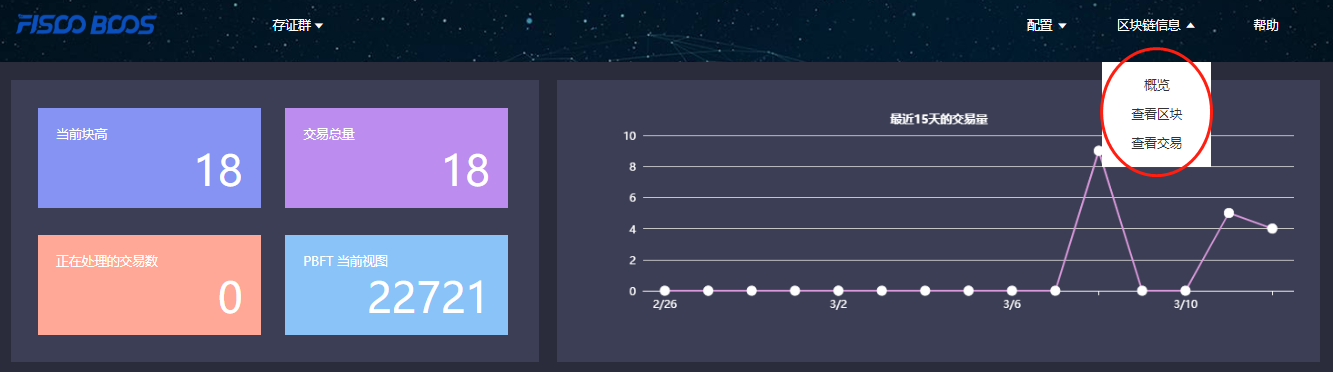 FISCO BCOS
存证群
配置
区块链信息
帮助
概览
查看区块
查看交易
当前块高
18
交易总量
18
正在处理的交易数
0
PBFT 当前视图
22721
最近15天的交易量
10
8
6
4
2
0
2/26
3/2
3/6
3/10